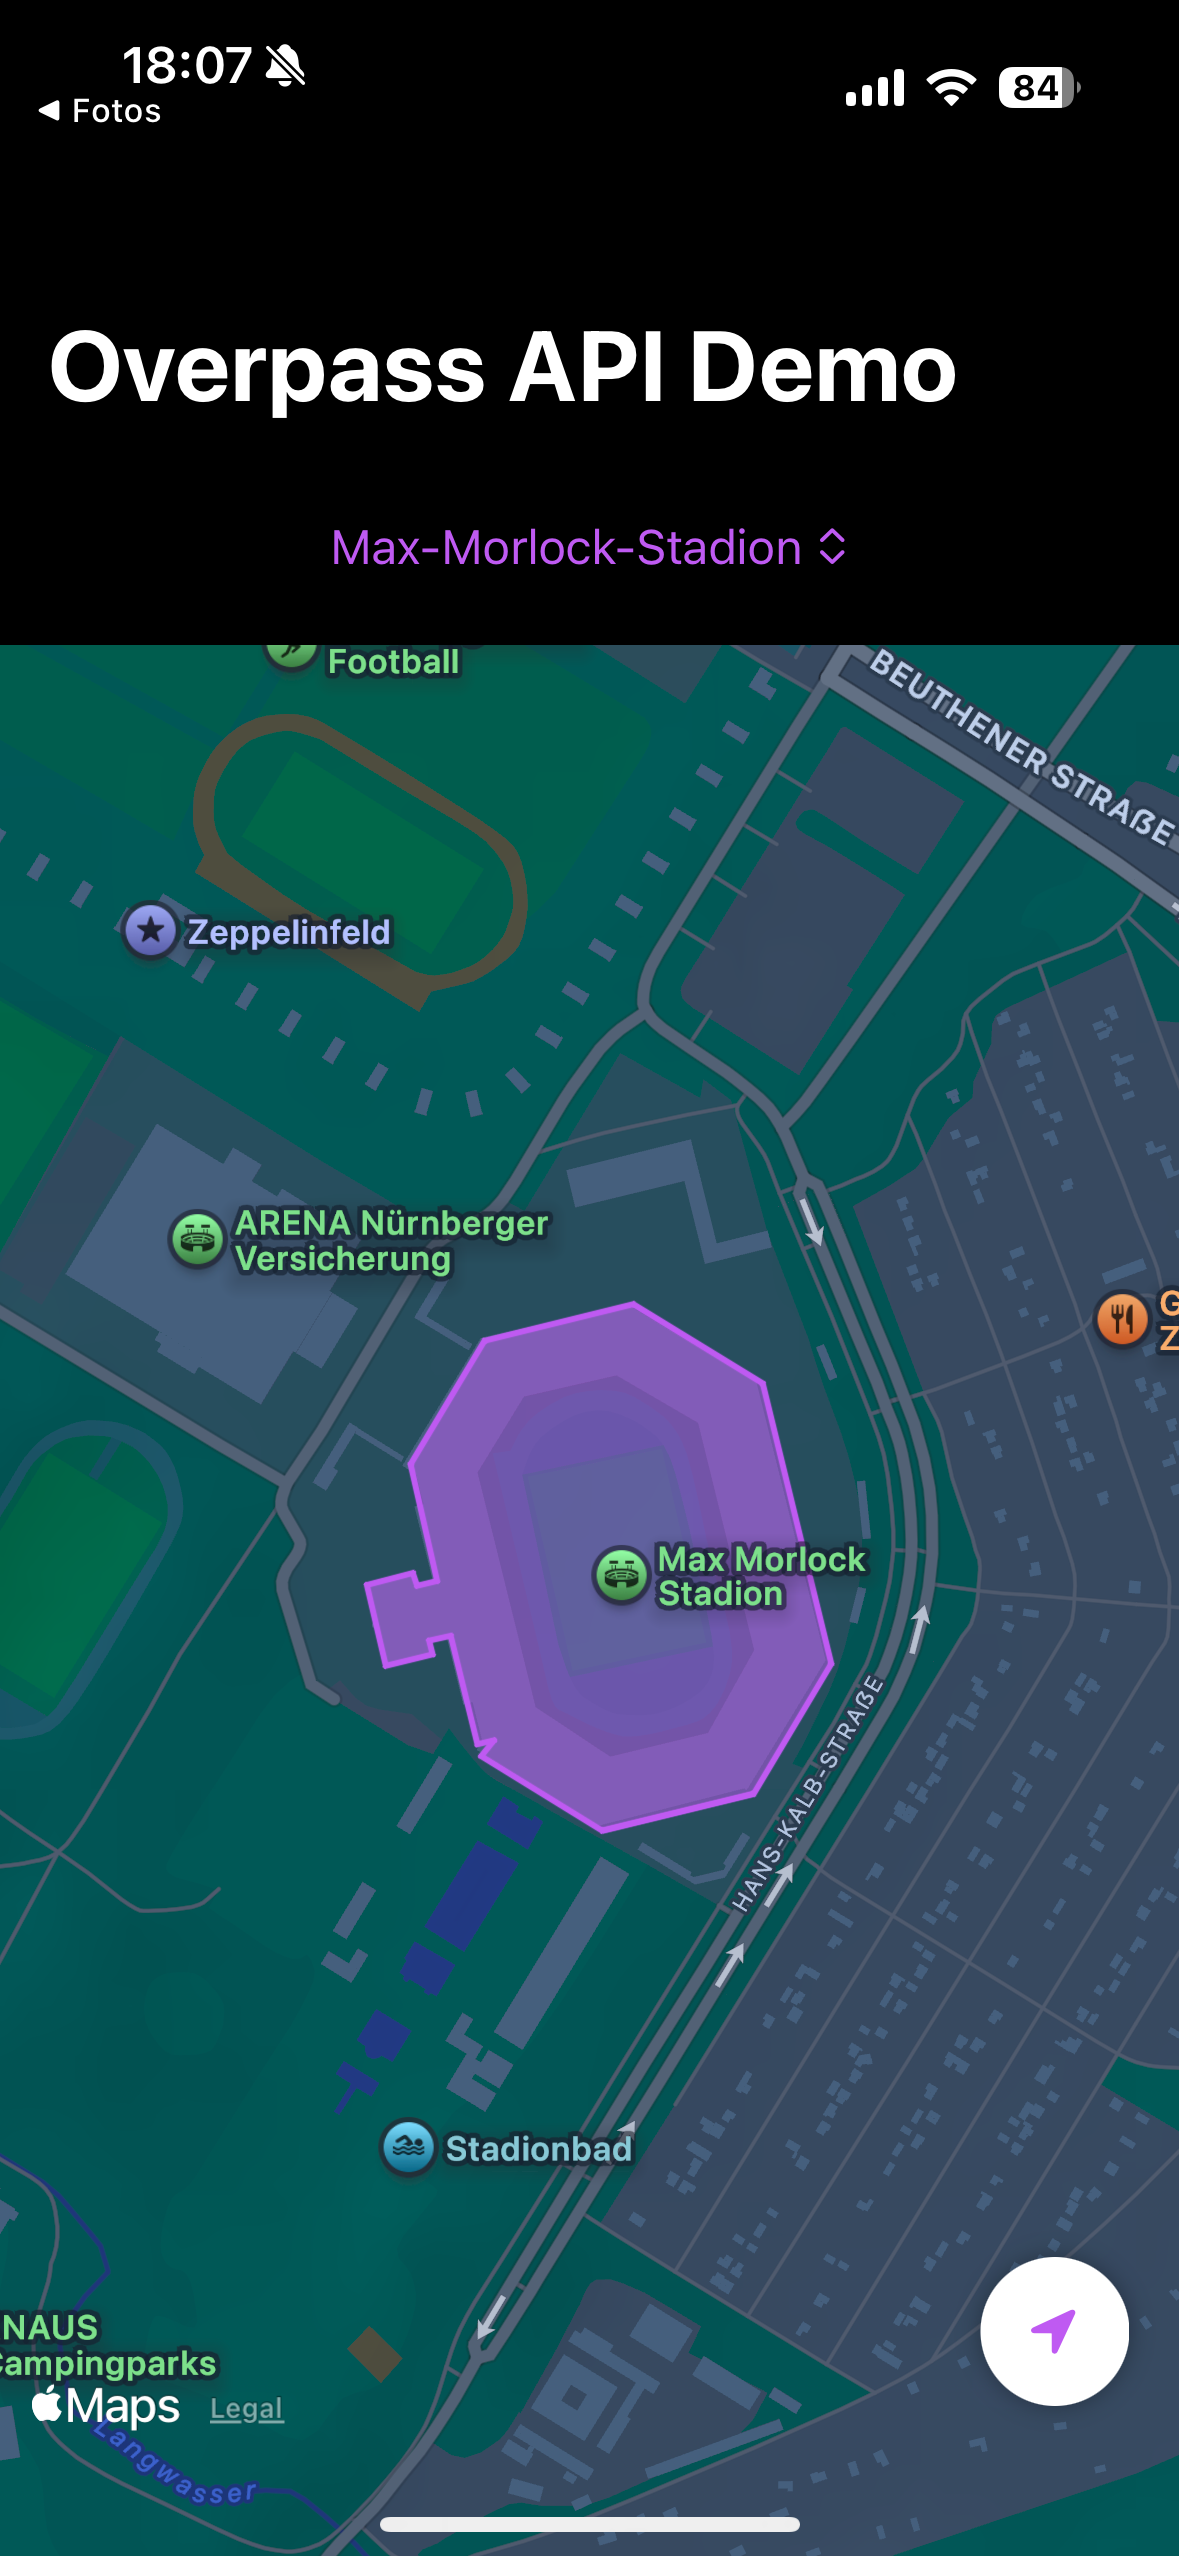 18:07
Fotos
84
Overpass API Demo
Max-Morlock-Stadion
Football
BEUTHENER STRAßE
Zeppelinfeld
ARENA Nürnberger
Versicherung
G
Z
Max Morlock
Stadion
HANS-KALB-STRAßE
Stadionbad
NAUS
Campingparks
Maps
Legal
Langwasser